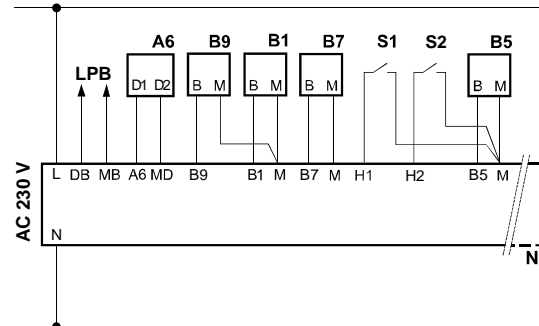 A6 B9 B1 B7 S1 S2 B5
LPB
D1 D2 B M B M B M B M
L DB MB A6 MD B9 B1 M B7 M H1 H2 B5 M
AC 230 V
N
N